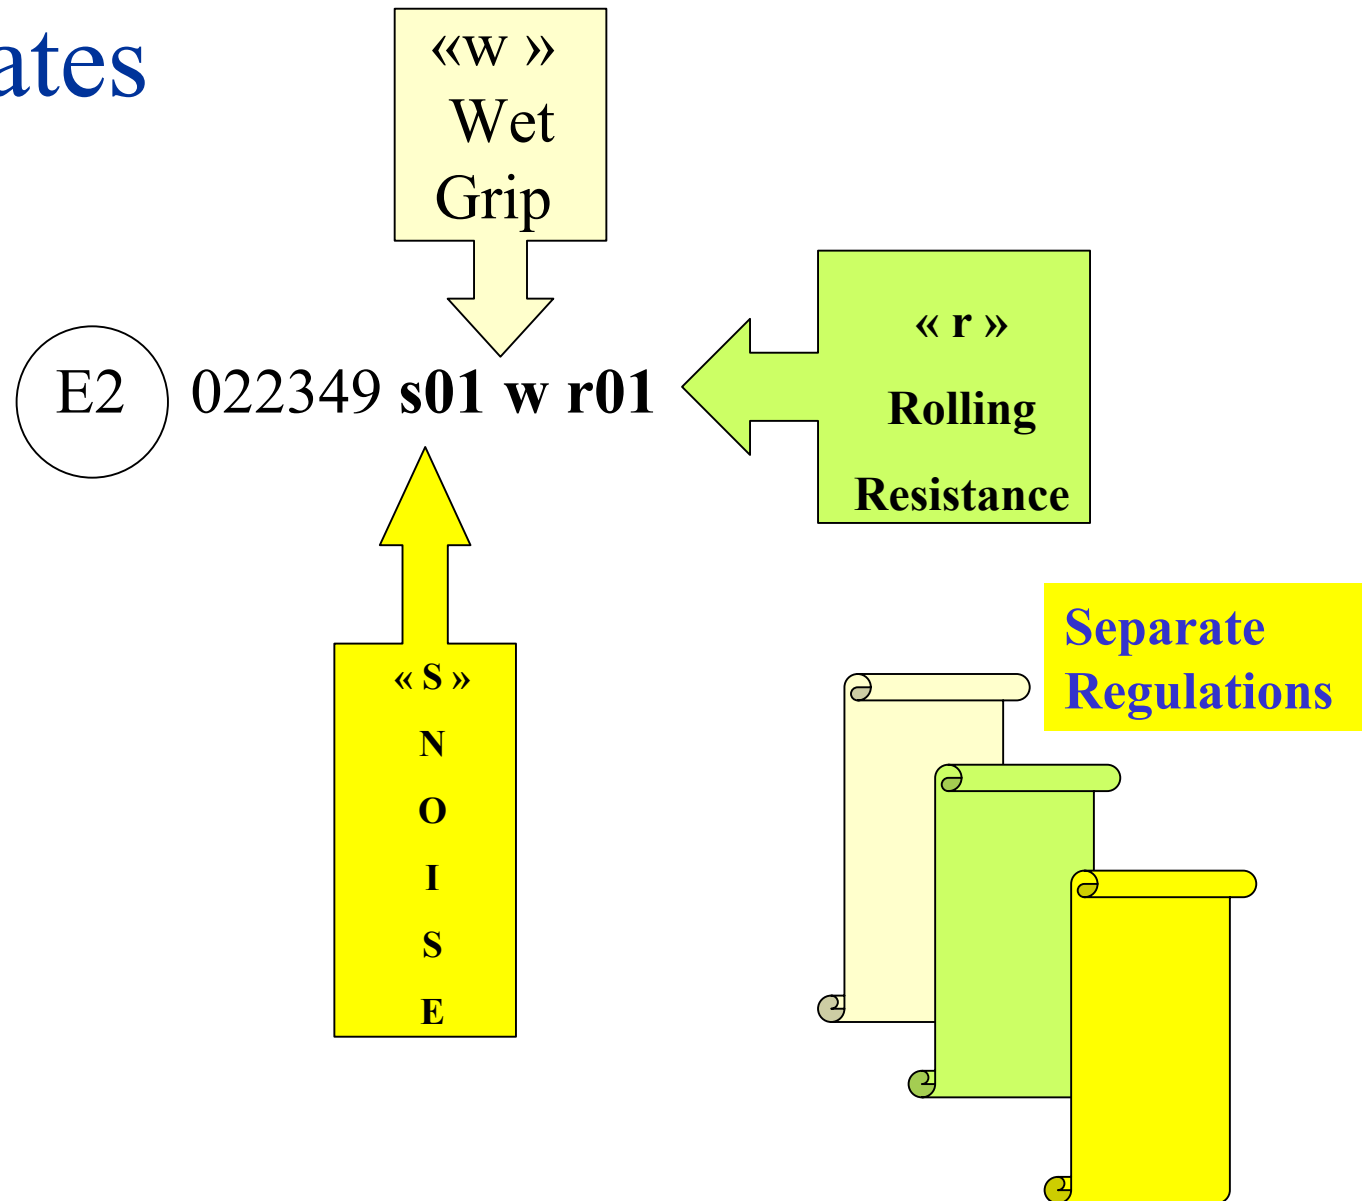 ates
«w »
Wet
Grip
« r »
Rolling
Resistance
E2 022349 s01 w r01
« S »
N
O
I
S
E
Separate
Regulations